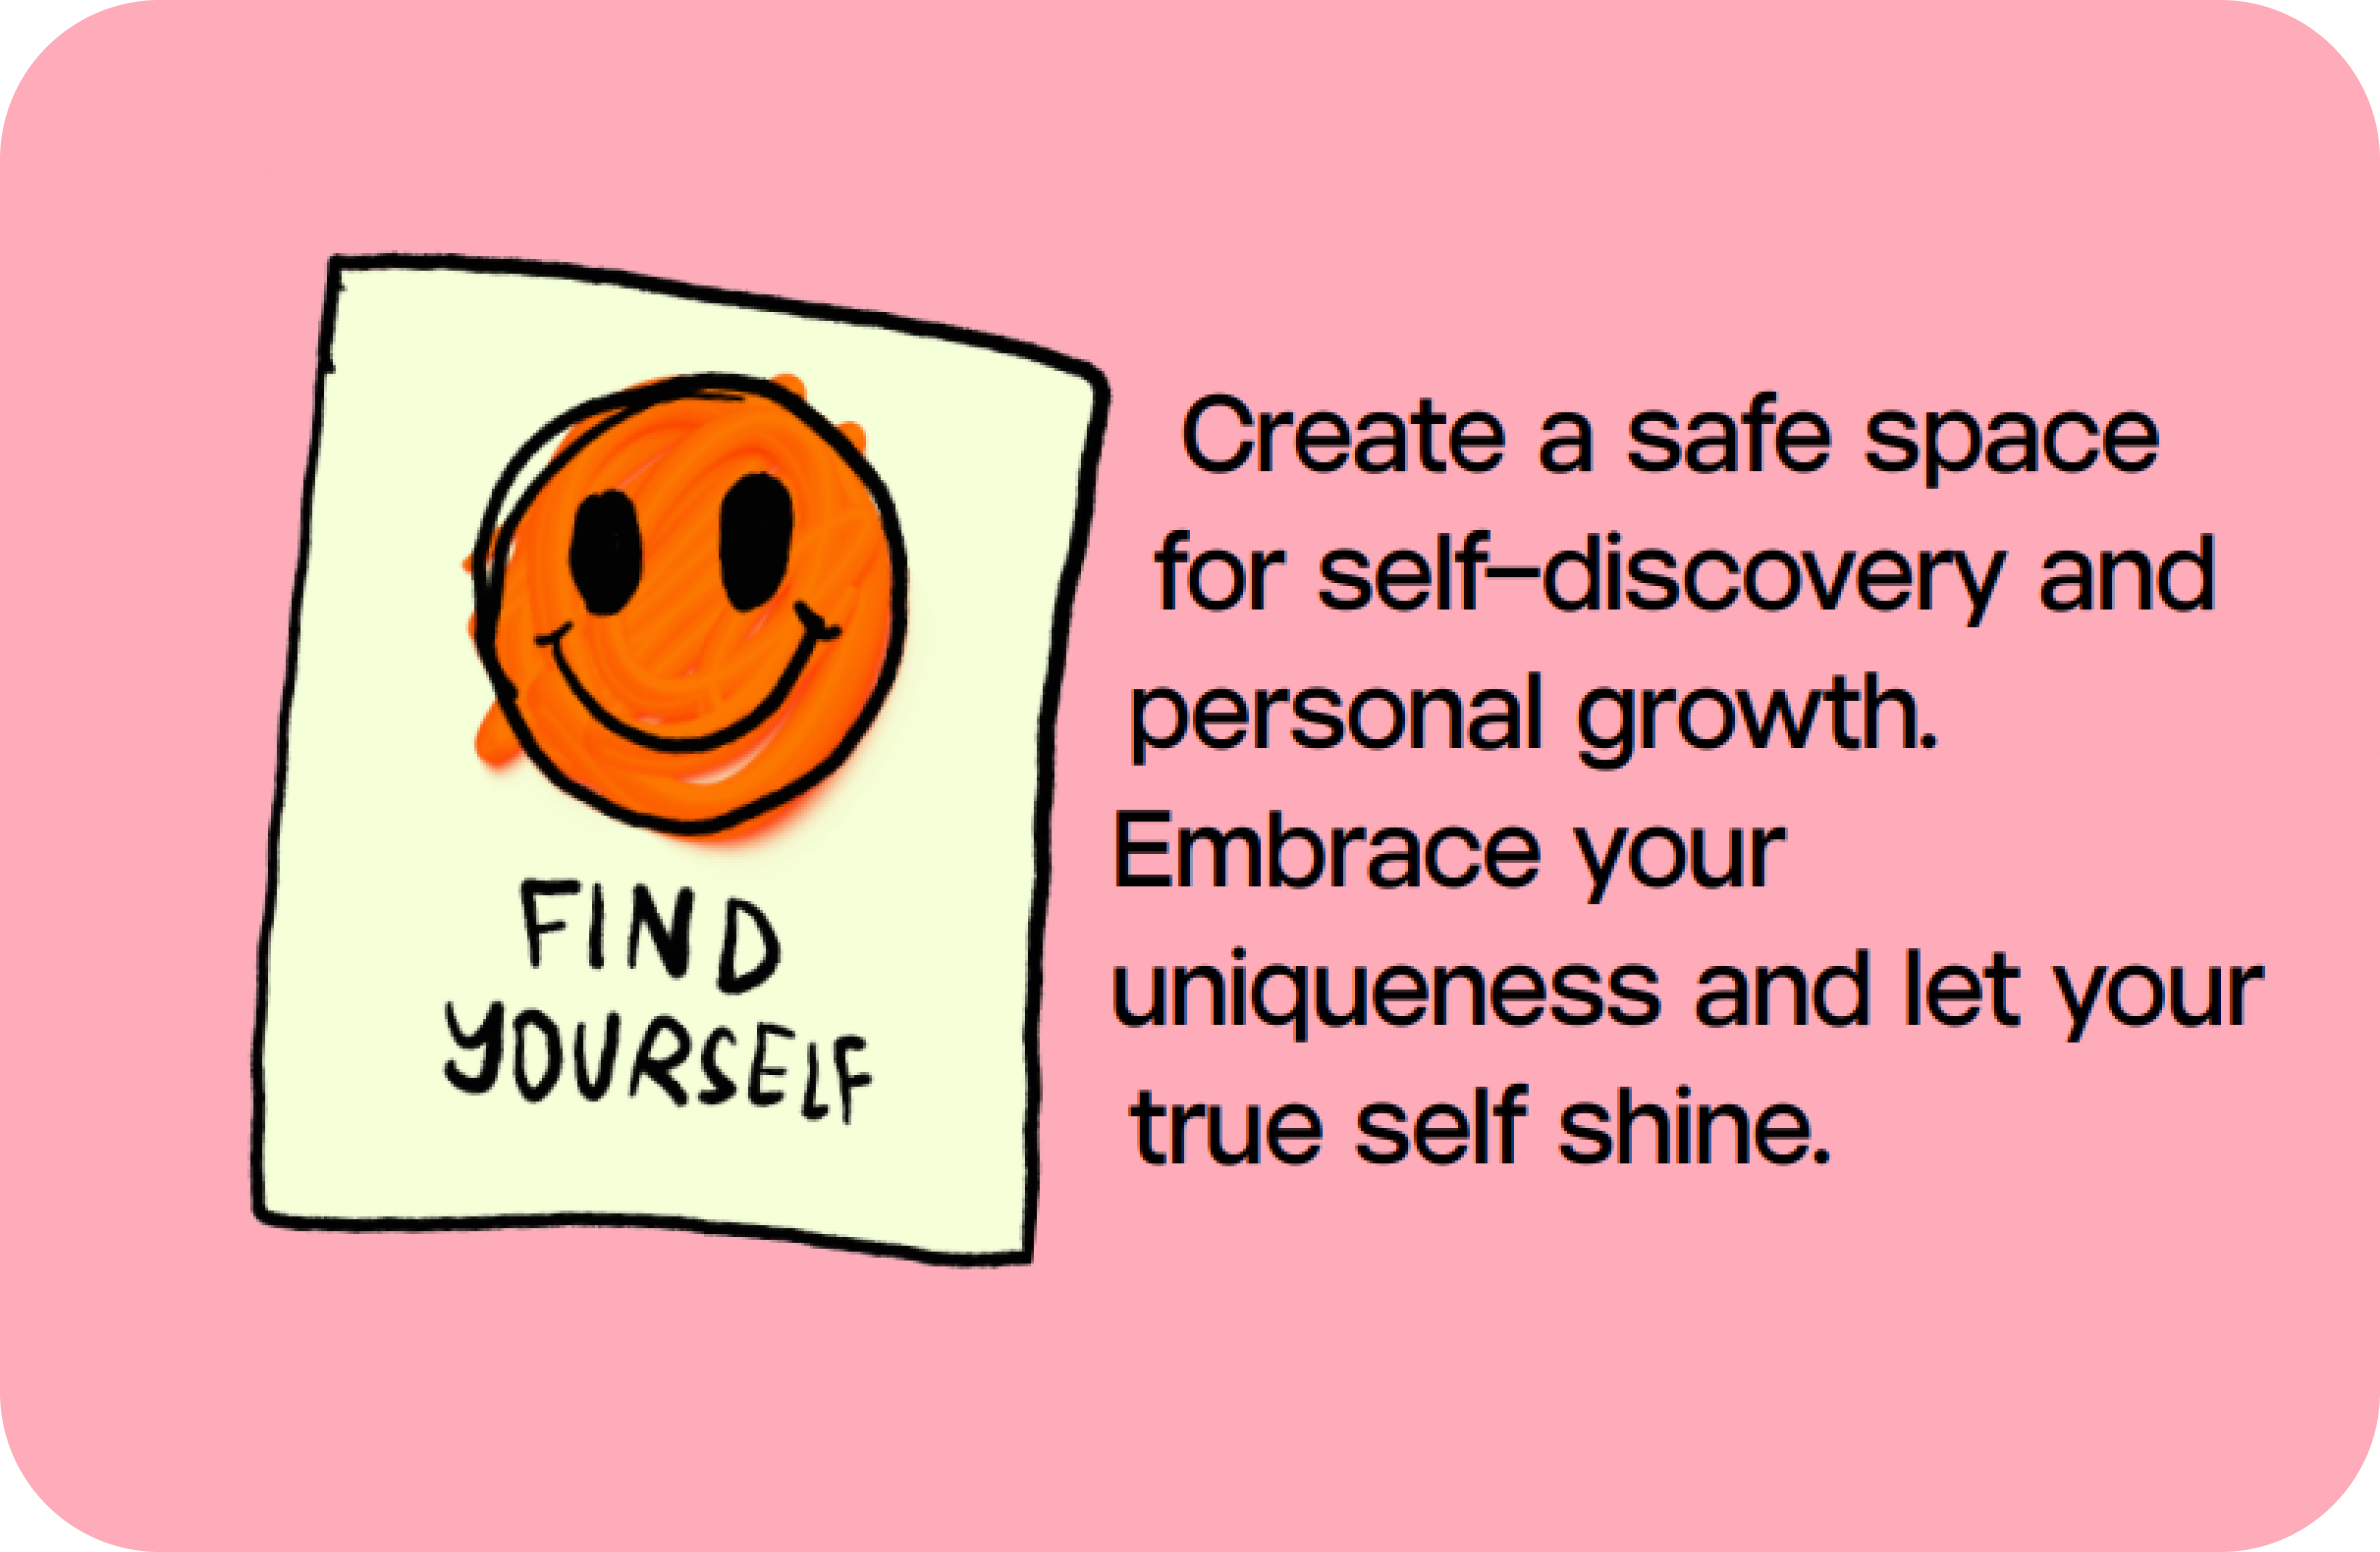 FIND
YOURSELF
Create a safe space
for self-discovery and
personal growth.
Embrace your
uniqueness and let your
true self shine.